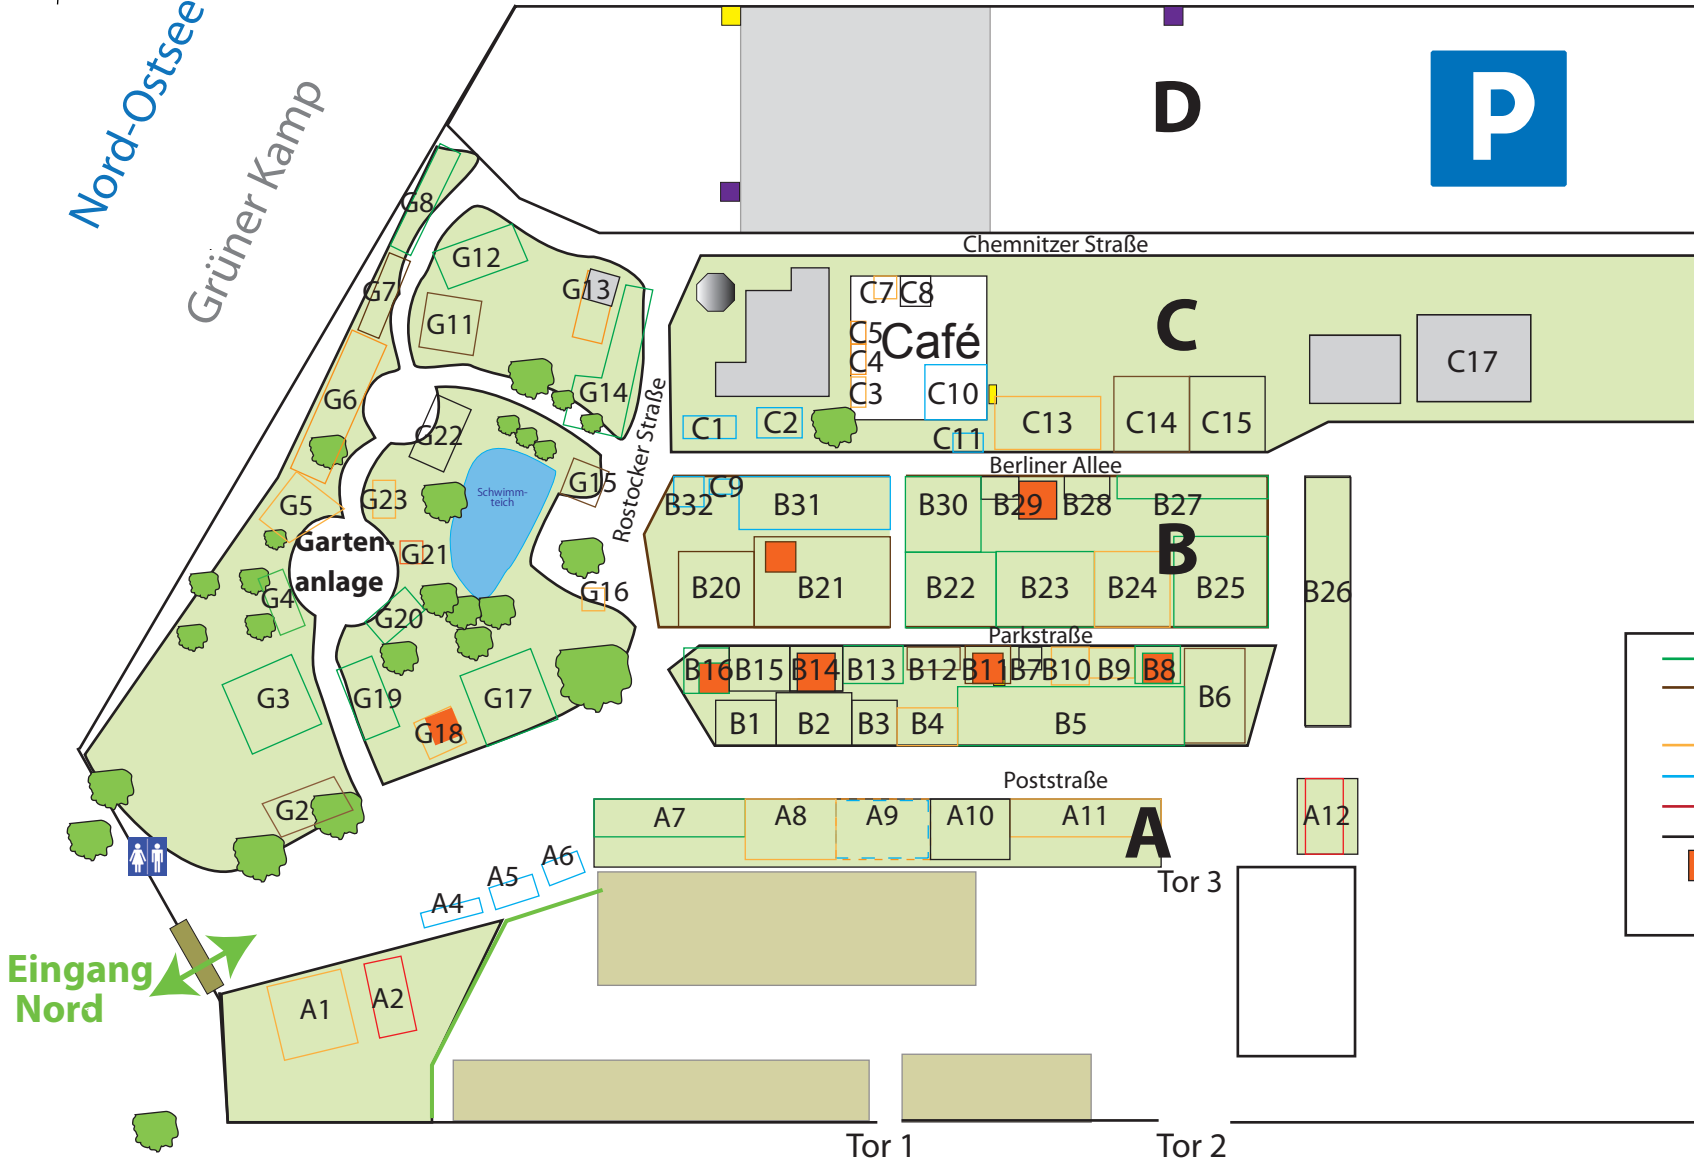 Nord-Ostsee
Grüner Kamp
D
P
Chemnitzer Straße
G8
G12
G7
G13
G11
G6
G14
G22
G15
G5
G23
Schwimm-
teich
Garten-
anlage
G21
G4
G20
G16
G3
G19
G17
G18
G2
Rostocker Straße
C7
C8
C5
Café
C4
C3
C10
C
C17
C1
C2
C11
C13
C14
C15
Berliner Allee
B32
C9
B31
B30
B29
B28
B27
B
B20
B21
B22
B23
B24
B25
B26
Parkstraße
B16
B15
B14
B13
B12
B11
B7
B10
B9
B8
B6
B1
B2
B3
B4
B5
Poststraße
A7
A8
A9
A10
A11
A
A12
A6
A5
A4
Tor 3
Eingang
Nord
A1
A2
Tor 1
Tor 2